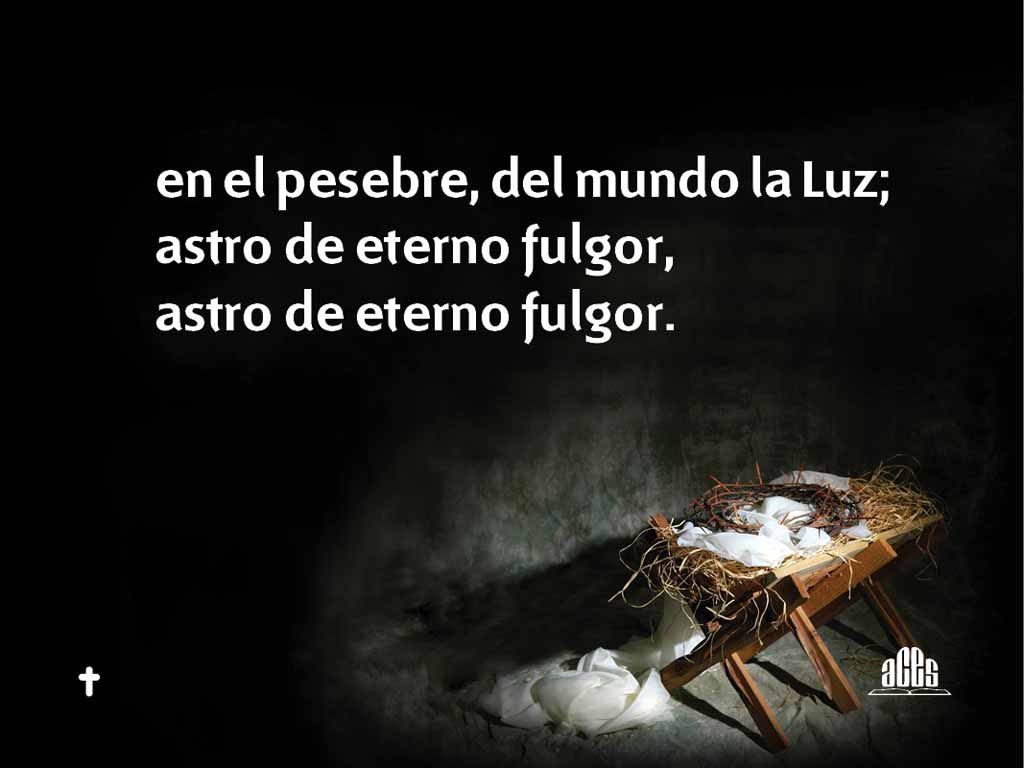 en el pesebre, del mundo la Luz;
astro de eterno fulgor,
astro de eterno fulgor.
aces